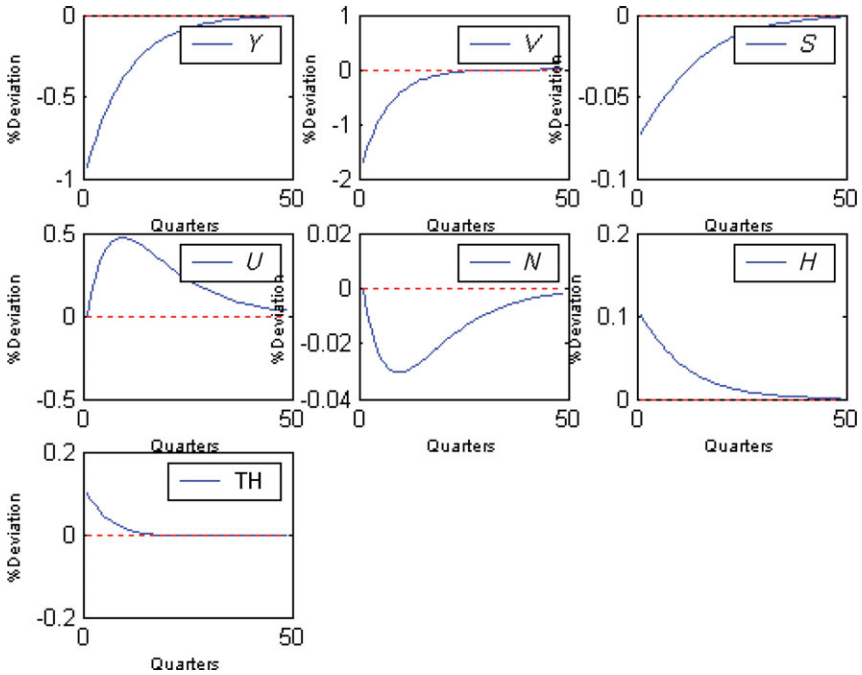 %Deviation
0
-0.5
-1
0
50
Quarters
Y
%Deviation
1
0
-1
-2
0
50
Quarters
V
%Deviation
0
-0.05
-0.1
0
50
Quarters
S
%Deviation
0.5
0
-0.5
0
50
Quarters
U
%Deviation
0.02
0
-0.02
-0.04
0
50
Quarters
N
%Deviation
0.2
0.1
0
0
50
Quarters
H
%Deviation
0.2
0
-0.2
0
50
Quarters
TH